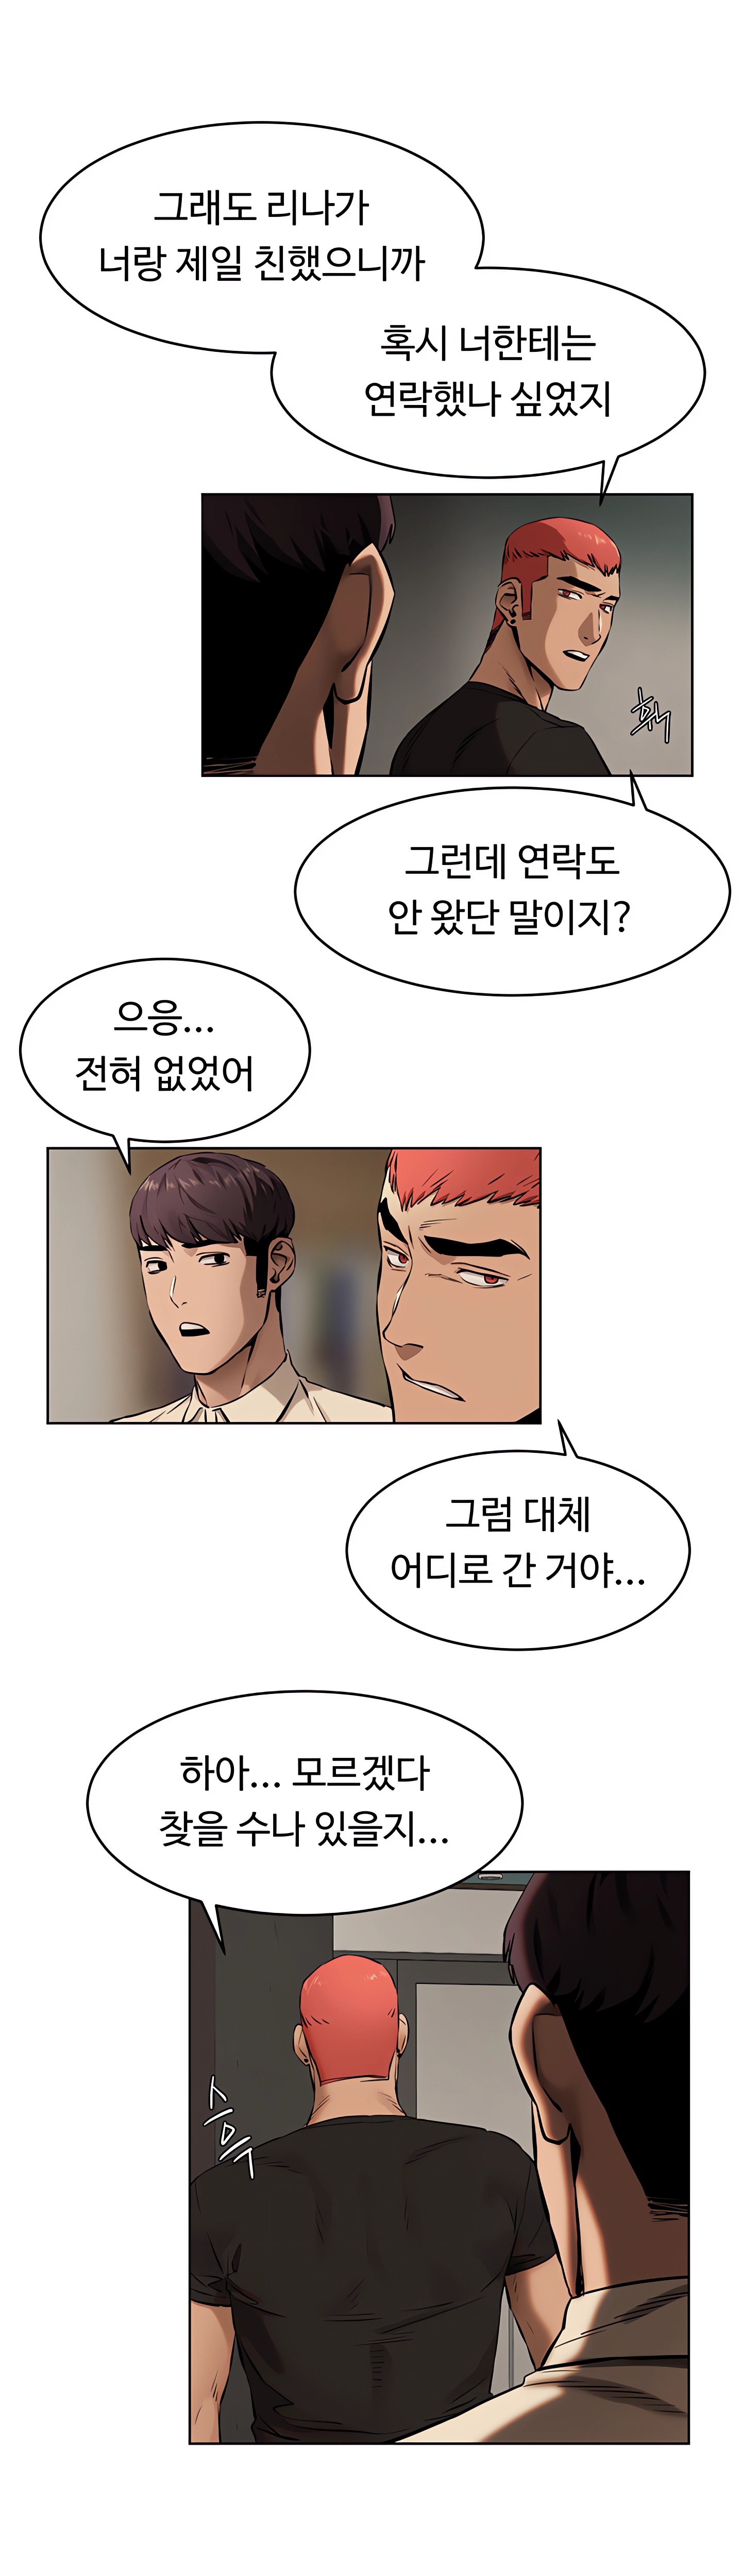 그래도 리나가
너랑 제일 친했으니까
혹시 너한테는
연락했나 싶었지
휙
그런데 연락도
안 왔단 말이지?
으응...
전혀 없었어
그럼 대체
어디로 간 거야...
하아... 모르겠다
찾을 수나 있을지...
스윽